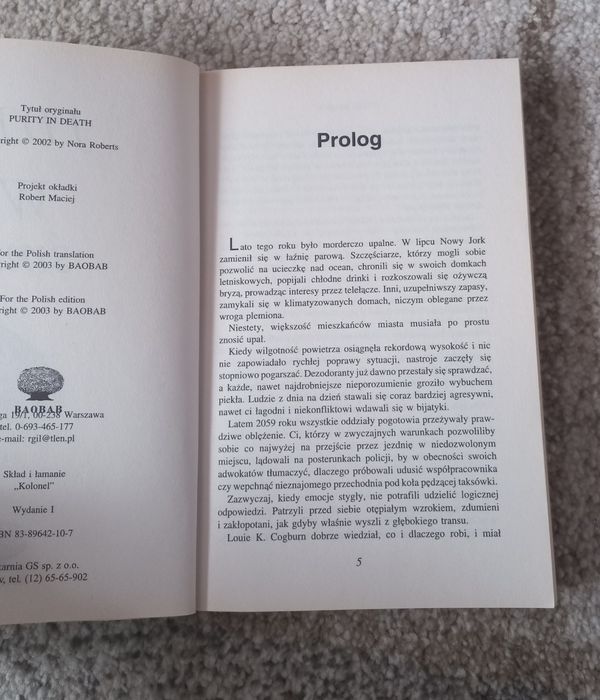 Tytuł oryginału
PURITY IN DEATH
right © 2002 by Nora Roberts
Projekt okładki
Robert Maciej
or the Polish translation
right © 2003 by BAOBAB
For the Polish edition
right © 2003 by BAOBAB
BAOBAB
ga 19/1, 00-238 Warszawa
tel. 0-693-465-177
e-mail: rgil@tlen.pl
Skład i łamanie
„Kolonel”
Wydanie I
BN 83-89642-10-7
karnia GS sp. z o.o.
v, tel. (12) 65-65-902
Prolog
Lato tego roku było morderczo upalne. W lipcu Nowy Jork
zamienił się w łaźnię parową. Szczęściarze, którzy mogli sobie
pozwolić na ucieczkę nad ocean, chronili się w swoich domkach
letniskowych, popijali chłodne drinki i rozkoszowali się ożywczą
bryzą, prowadząc interesy przez telełącze. Inni, uzupełniwszy zapasy,
zamykali się w klimatyzowanych domach, niczym oblegane przez
wroga plemiona.
Niestety, większość mieszkańców miasta musiała po prostu
znosić upał.
Kiedy wilgotność powietrza osiągnęła rekordową wysokość i nic
nie zapowiadało rychłej poprawy sytuacji, nastroje zaczęły się
stopniowo pogarszać. Dezodoranty już dawno przestały się sprawdzać,
a każde, nawet najdrobniejsze nieporozumienie groziło wybuchem
piekła. Ludzie z dnia na dzień stawali się coraz bardziej agresywni,
nawet ci łagodni i niekonfliktowi wdawali się w bijatyki.
Latem 2059 roku wszystkie oddziały pogotowia przeżywały praw-
dziwe oblężenie. Ci, którzy w zwyczajnych warunkach pozwoliliby
sobie co najwyżej na przejście przez jezdnię w niedozwolonym
miejscu, lądowali na posterunkach policji, by w obecności swoich
adwokatów tłumaczyć, dlaczego próbowali udusić współpracownika
czy wepchnąć nieznajomego przechodnia pod koła pędzącej taksówki.
Zazwyczaj, kiedy emocje stygły, nie potrafili udzielić logicznej
odpowiedzi. Patrzyli przed siebie otępiałym wzrokiem, zdumieni
i zakłopotani, jak gdyby właśnie wyszli z głębokiego transu.
Louie K. Cogburn dobrze wiedział, co i dlaczego robi, i miał
5